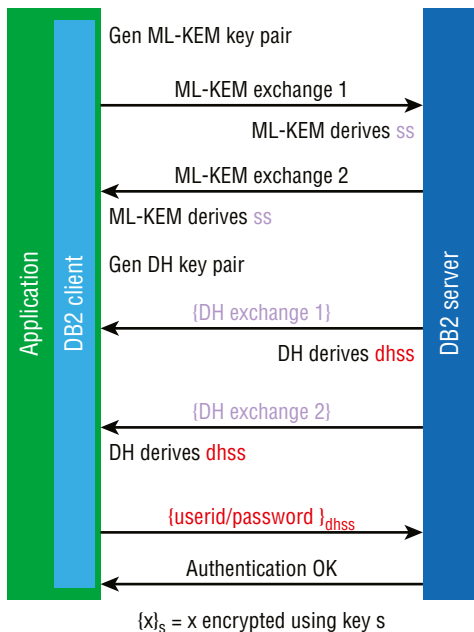 Application
DB2 client
DB2 server
Gen ML-KEM key pair
ML-KEM exchange 1
ML-KEM derives ss
ML-KEM exchange 2
ML-KEM derives ss
Gen DH key pair
{DH exchange 1}
DH derives dhss
{DH exchange 2}
DH derives dhss
{userid/password }dhss
Authentication OK
{x}s = x encrypted using key s